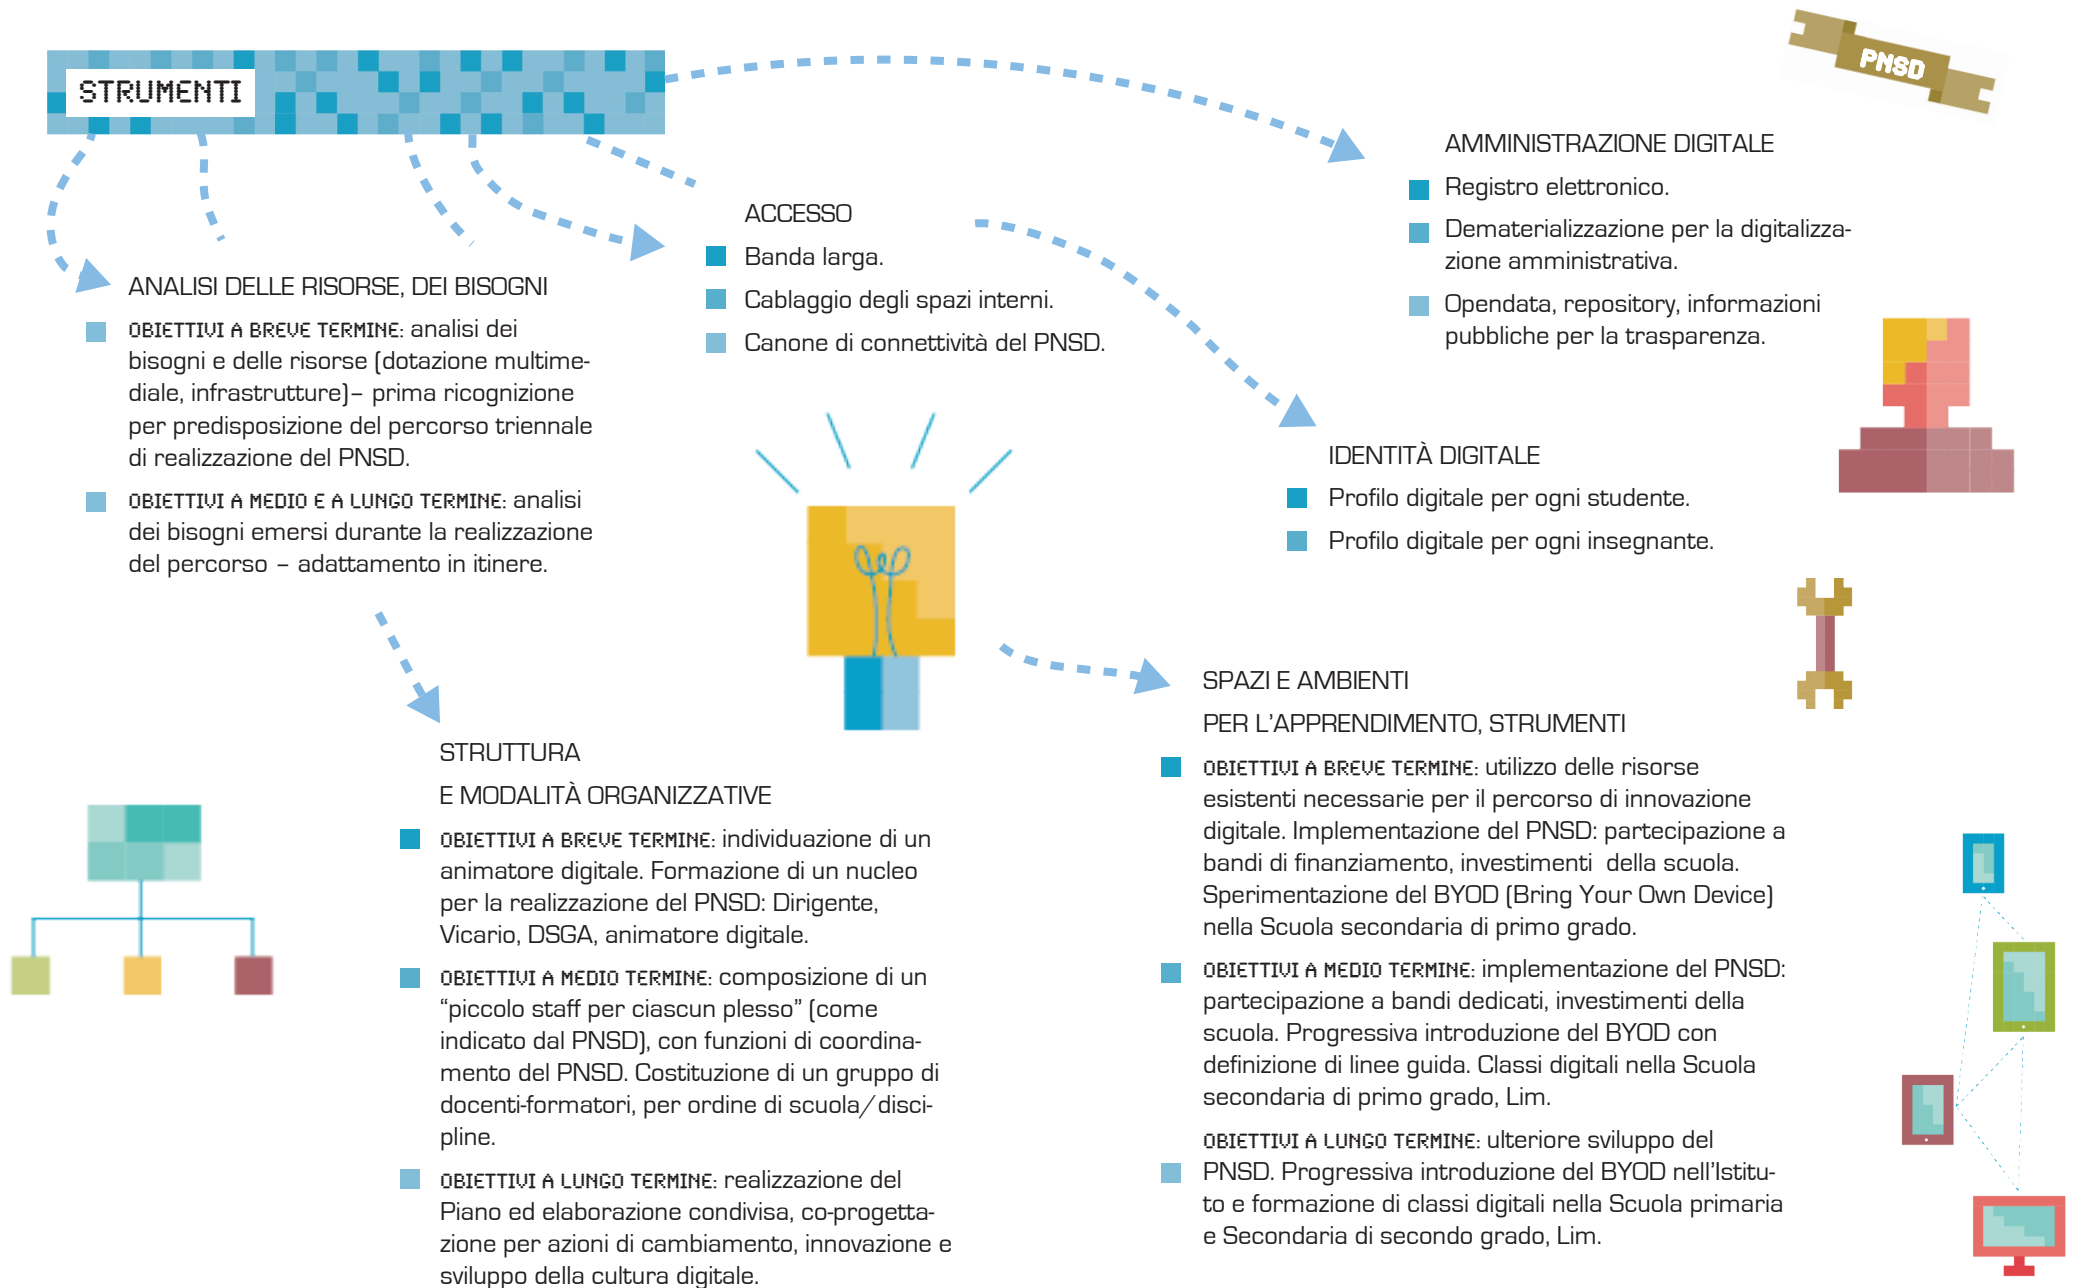 STRUMENTI
PNSD
ANALISI DELLE RISORSE, DEI BISOGNI
OBIETTIVI A BREVE TERMINE: analisi dei
bisogni e delle risorse (dotazione multime-
diale, infrastrutture)– prima ricognizione
per predisposizione del percorso triennale
di realizzazione del PNSD.
OBIETTIVI A MEDIO E A LUNGO TERMINE: analisi
dei bisogni emersi durante la realizzazione
del percorso – adattamento in itinere.
ACCESSO
Banda larga.
Cablaggio degli spazi interni.
Canone di connettività del PNSD.
AMMINISTRAZIONE DIGITALE
Registro elettronico.
Dematerializzazione per la digitalizza-
zione amministrativa.
Opendata, repository, informazioni
pubbliche per la trasparenza.
IDENTITÀ DIGITALE
Profilo digitale per ogni studente.
Profilo digitale per ogni insegnante.
STRUTTURA
E MODALITÀ ORGANIZZATIVE
OBIETTIVI A BREVE TERMINE: individuazione di un
animatore digitale. Formazione di un nucleo
per la realizzazione del PNSD: Dirigente,
Vicario, DSGA, animatore digitale.
OBIETTIVI A MEDIO TERMINE: composizione di un
“piccolo staff per ciascun plesso” (come
indicato dal PNSD), con funzioni di coordina-
mento del PNSD. Costituzione di un gruppo di
docenti-formatori, per ordine di scuola/disci-
pline.
OBIETTIVI A LUNGO TERMINE: realizzazione del
Piano ed elaborazione condivisa, co-progetta-
zione per azioni di cambiamento, innovazione e
sviluppo della cultura digitale.
SPAZI E AMBIENTI
PER L’APPRENDIMENTO, STRUMENTI
OBIETTIVI A BREVE TERMINE: utilizzo delle risorse
esistenti necessarie per il percorso di innovazione
digitale. Implementazione del PNSD: partecipazione a
bandi di finanziamento, investimenti della scuola.
Sperimentazione del BYOD (Bring Your Own Device)
nella Scuola secondaria di primo grado.
OBIETTIVI A MEDIO TERMINE: implementazione del PNSD:
partecipazione a bandi dedicati, investimenti della
scuola. Progressiva introduzione del BYOD con
definizione di linee guida. Classi digitali nella Scuola
secondaria di primo grado, Lim.
OBIETTIVI A LUNGO TERMINE: ulteriore sviluppo del
PNSD. Progressiva introduzione del BYOD nell’Istitu-
to e formazione di classi digitali nella Scuola primaria
e Secondaria di secondo grado, Lim.